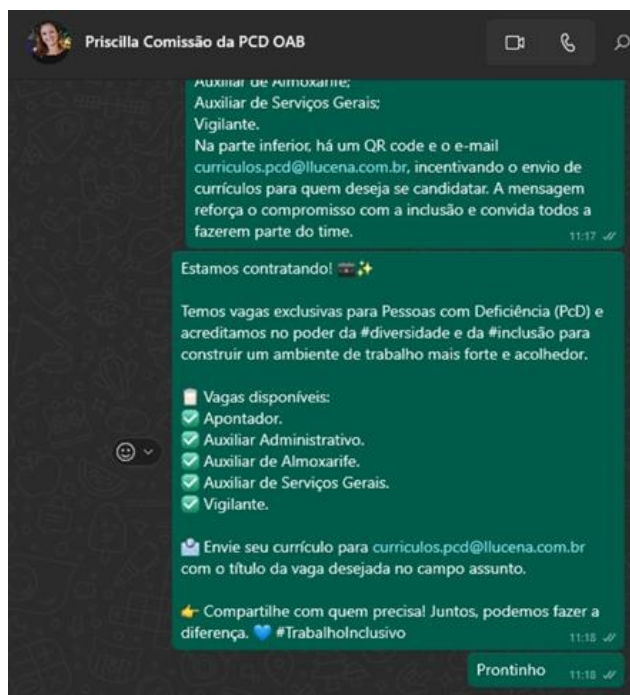 Priscilla Comissão da PCD OAB
Auxiliar de Almoxarife;
Auxiliar de Serviços Gerais;
Vigilante.
Na parte inferior, há um QR code e o e-mail
curriculos.pcd@llucena.com.br, incentivando o envio de
currículos para quem deseja se candidatar. A mensagem
reforça o compromisso com a inclusão e convida todos a
fazerem parte do time.
11:17
Estamos contratando! 💼✨
Temos vagas exclusivas para Pessoas com Deficiência (PcD) e
acreditamos no poder da #diversidade e da #inclusão para
construir um ambiente de trabalho mais forte e acolhedor.
📋 Vagas disponíveis:
✅ Apontador.
✅ Auxiliar Administrativo.
✅ Auxiliar de Almoxarife.
✅ Auxiliar de Serviços Gerais.
✅ Vigilante.
📩 Envie seu currículo para curriculos.pcd@llucena.com.br
com o título da vaga desejada no campo assunto.
👉 Compartilhe com quem precisa! Juntos, podemos fazer a
diferença. 💙 #TrabalhoInclusivo
11:18
Prontinho
11:18